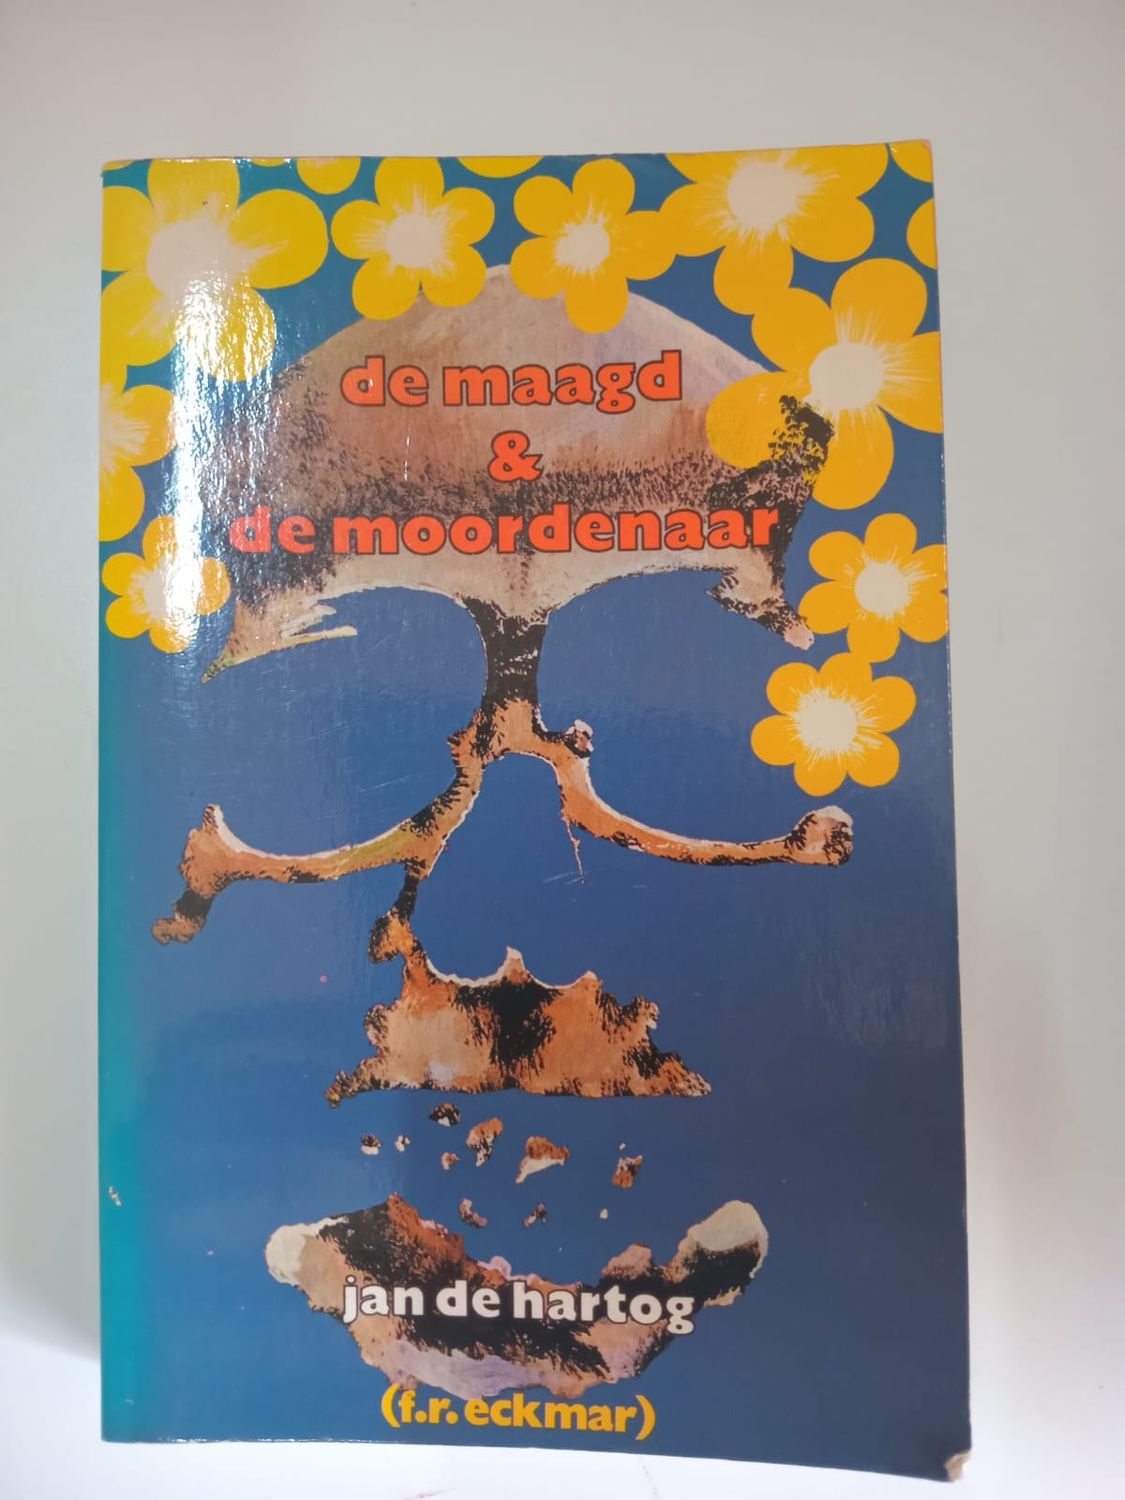 de maagd
&
de moordenaar
jan de hartog
(f.r. eckmar)